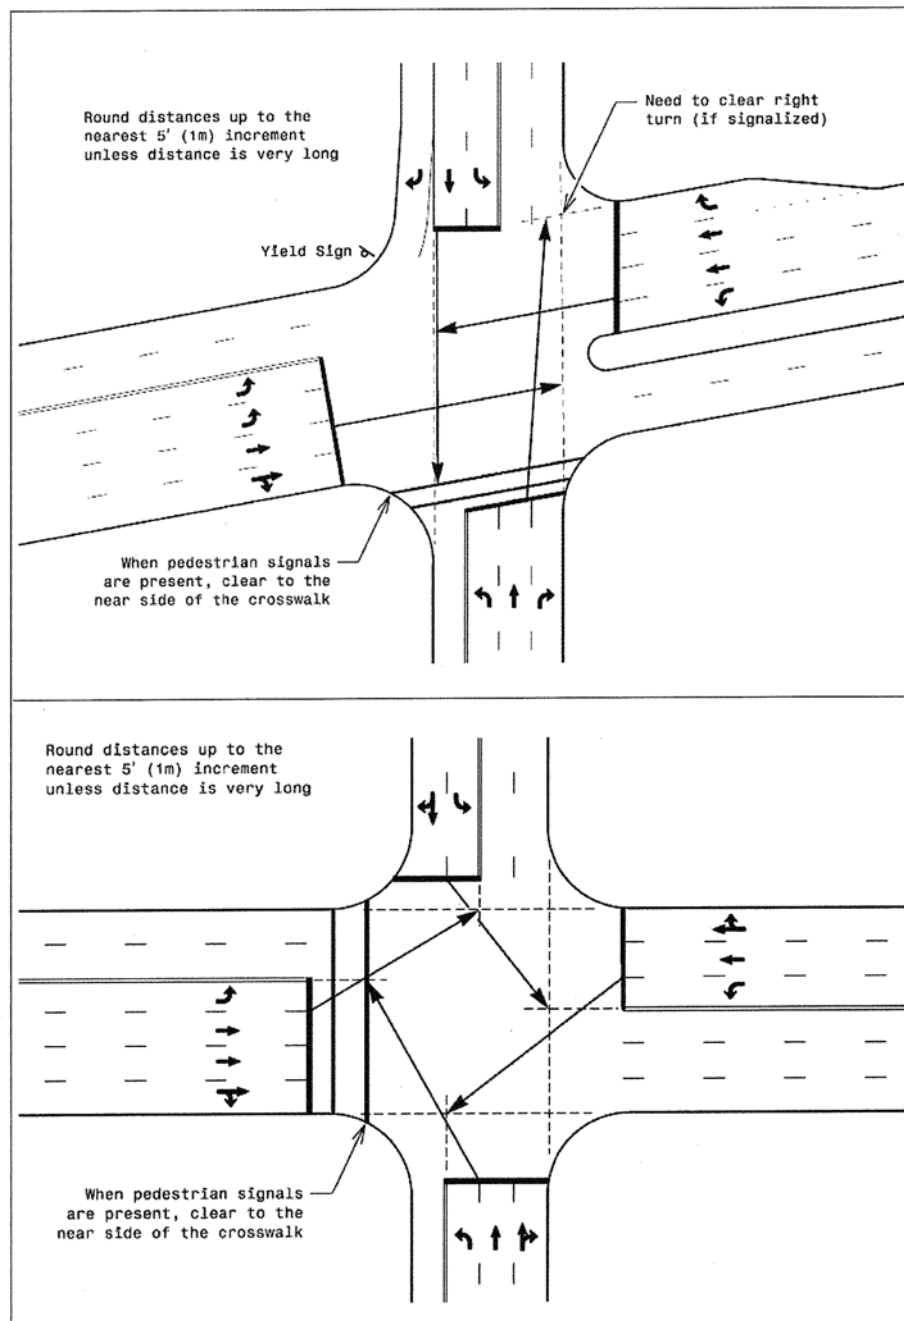 Round distances up to the
nearest 5' (1m) increment
unless distance is very long
Need to clear right
turn (if signalized)
Yield Sign
When pedestrian signals
are present, clear to the
near side of the crosswalk
Round distances up to the
nearest 5' (1m) increment
unless distance is very long
When pedestrian signals
are present, clear to the
near side of the crosswalk